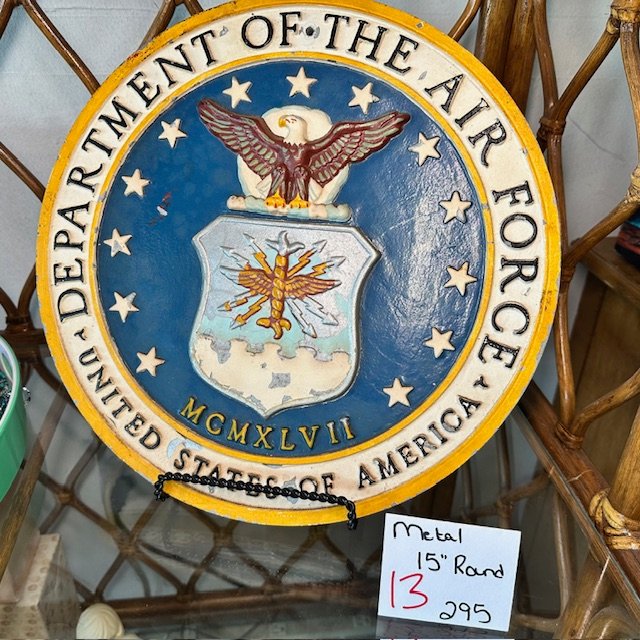 DEPARTMENT OF THE AIR FORCE
UNITED STATES OF AMERICA
MCMXLVII
Metal
15" Round
13
295